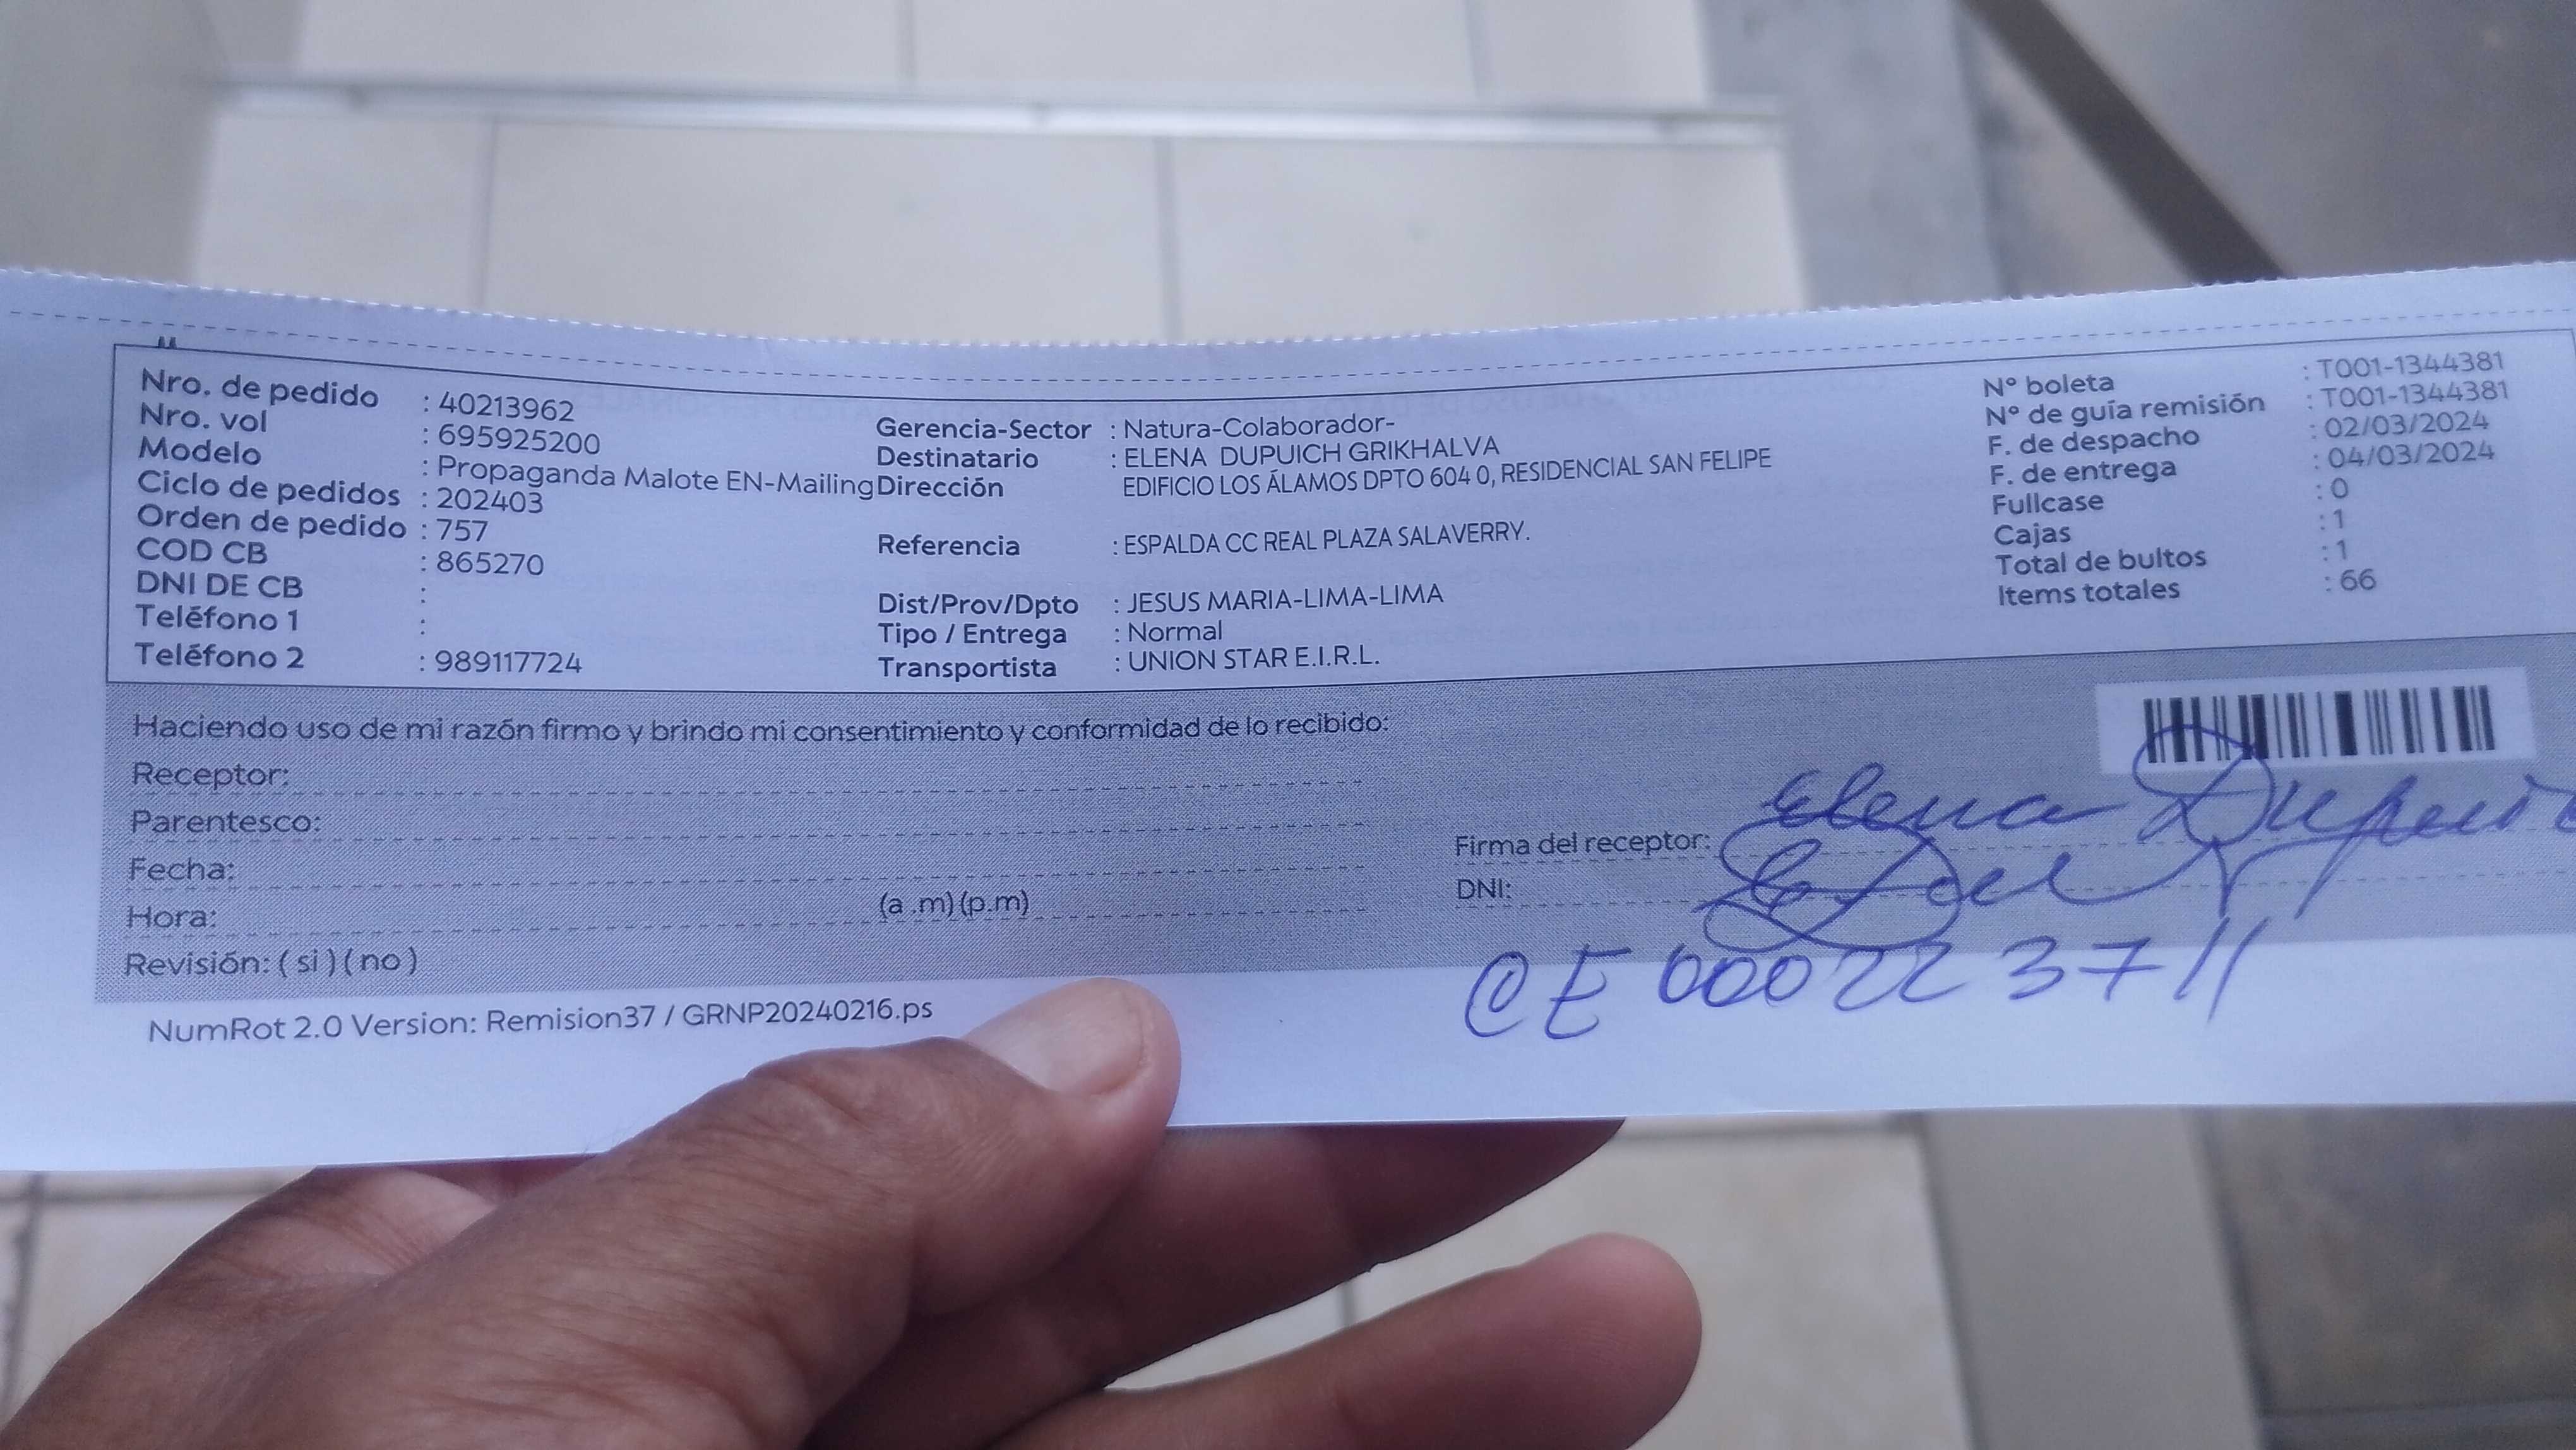 Nro. de pedido : 40213962
Nro. vol : 695925200
Modelo : Propaganda Malote EN-Mailing
Ciclo de pedidos : 202403
Orden de pedido : 757
COD CB : 865270
DNI DE CB :
Teléfono 1 :
Teléfono 2 : 989117724
Gerencia-Sector : Natura-Colaborador-
Destinatario : ELENA DUPUICH GRIKHALVA
Dirección EDIFICIO LOS ÁLAMOS DPTO 604 0, RESIDENCIAL SAN FELIPE
Referencia : ESPALDA CC REAL PLAZA SALAVERRY.
Dist/Prov/Dpto : JESUS MARIA-LIMA-LIMA
Tipo / Entrega : Normal
Transportista : UNION STAR E.I.R.L.
N° boleta : T001-1344381
N° de guía remisión : T001-1344381
F. de despacho : 02/03/2024
F. de entrega : 04/03/2024
Fullcase : 0
Cajas : 1
Total de bultos : 1
Items totales : 66
Haciendo uso de mi razón firmo y brindo mi consentimiento y conformidad de lo recibido:
Receptor:
Parentesco:
Fecha:
Hora: (a .m) (p.m)
Revisión: ( si ) ( no )
Firma del receptor: Elena Dupuic
DNI:
CE 000223711
NumRot 2.0 Version: Remision37 / GRNP20240216.ps